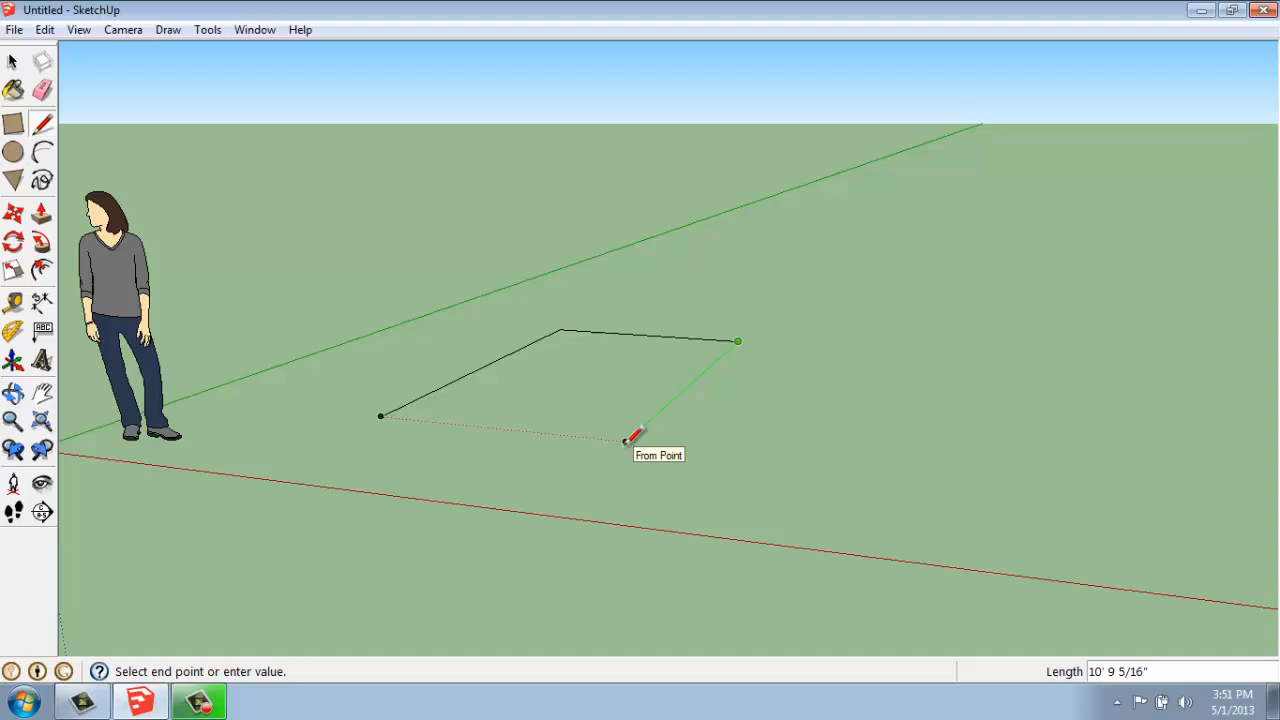 Untitled - SketchUp
File Edit View Camera Draw Tools Window Help
ABC
From Point
Select end point or enter value.
Length 10' 9 5/16"
3:51 PM
5/1/2013